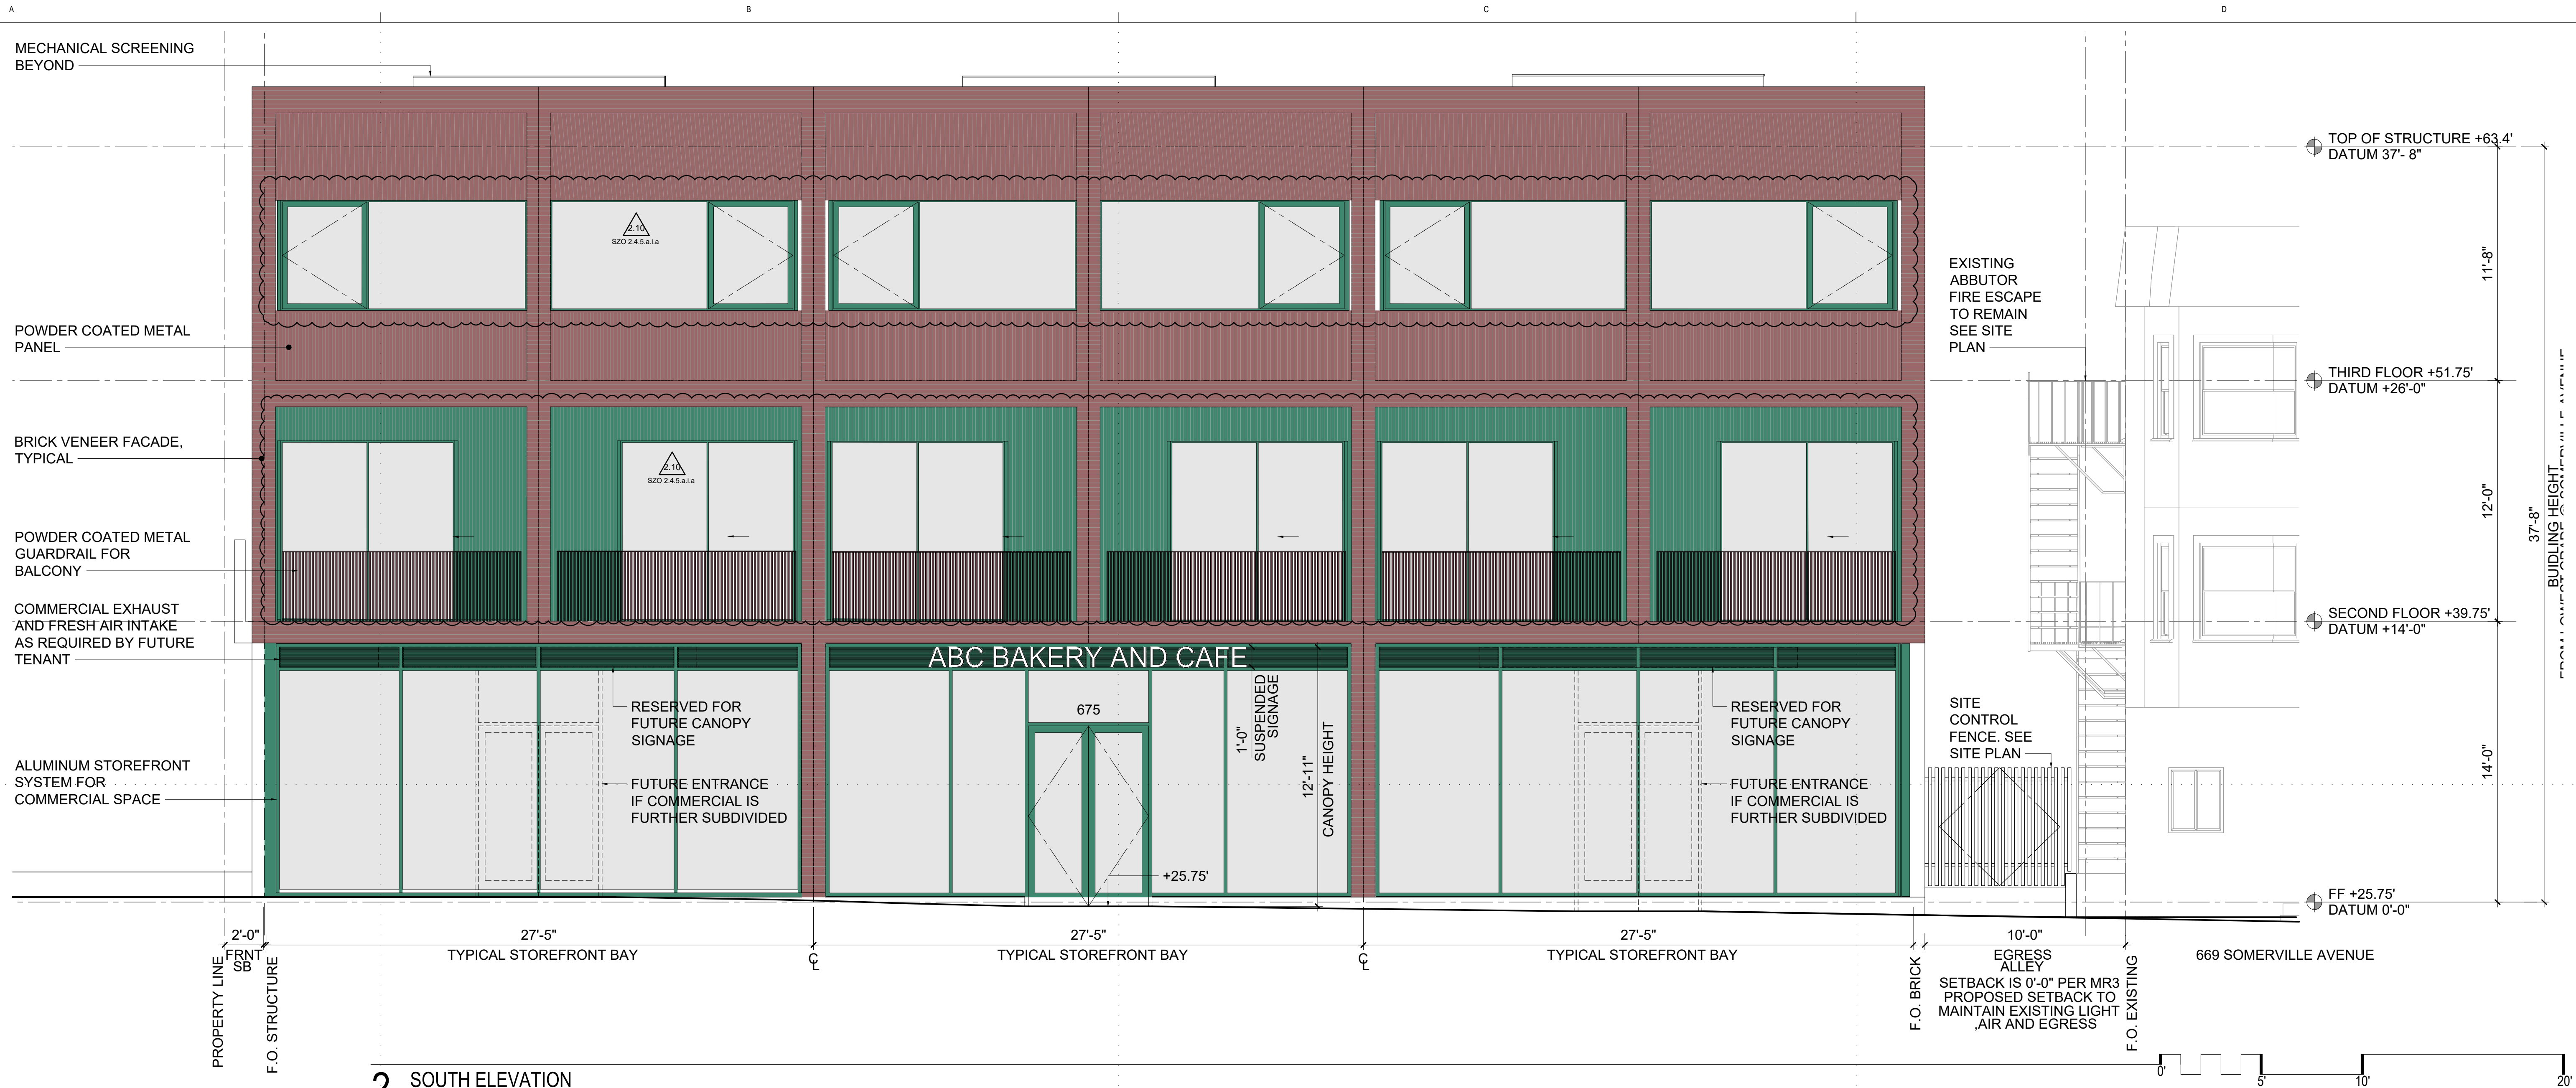 A
B
C
D
MECHANICAL SCREENING
BEYOND
POWDER COATED METAL
PANEL
BRICK VENEER FACADE,
TYPICAL
POWDER COATED METAL
GUARDRAIL FOR
BALCONY
COMMERCIAL EXHAUST
AND FRESH AIR INTAKE
AS REQUIRED BY FUTURE
TENANT
ALUMINUM STOREFRONT
SYSTEM FOR
COMMERCIAL SPACE
2.10
SZO 2.4.5.a.i.a
2.10
SZO 2.4.5.a.i.a
ABC BAKERY AND CAFE
RESERVED FOR
FUTURE CANOPY
SIGNAGE
FUTURE ENTRANCE
IF COMMERCIAL IS
FURTHER SUBDIVIDED
675
1'-0"
SUSPENDED
SIGNAGE
12'-11"
CANOPY HEIGHT
+25.75'
RESERVED FOR
FUTURE CANOPY
SIGNAGE
FUTURE ENTRANCE
IF COMMERCIAL IS
FURTHER SUBDIVIDED
EXISTING
ABBUTOR
FIRE ESCAPE
TO REMAIN
SEE SITE
PLAN
SITE
CONTROL
FENCE. SEE
SITE PLAN
TOP OF STRUCTURE +63.4'
DATUM 37'- 8"
THIRD FLOOR +51.75'
DATUM +26'-0"
SECOND FLOOR +39.75'
DATUM +14'-0"
FF +25.75'
DATUM 0'-0"
11'-8"
12'-0"
14'-0"
37'-8"
BUIDLING HEIGHT
2'-0"
FRNT
SB
PROPERTY LINE
F.O. STRUCTURE
27'-5"
TYPICAL STOREFRONT BAY
CL
27'-5"
TYPICAL STOREFRONT BAY
CL
27'-5"
TYPICAL STOREFRONT BAY
F.O. BRICK
10'-0"
EGRESS
ALLEY
SETBACK IS 0'-0" PER MR3
PROPOSED SETBACK TO
MAINTAIN EXISTING LIGHT
,AIR AND EGRESS
F.O. EXISTING
669 SOMERVILLE AVENUE
2 SOUTH ELEVATION
0'
5'
10'
20'